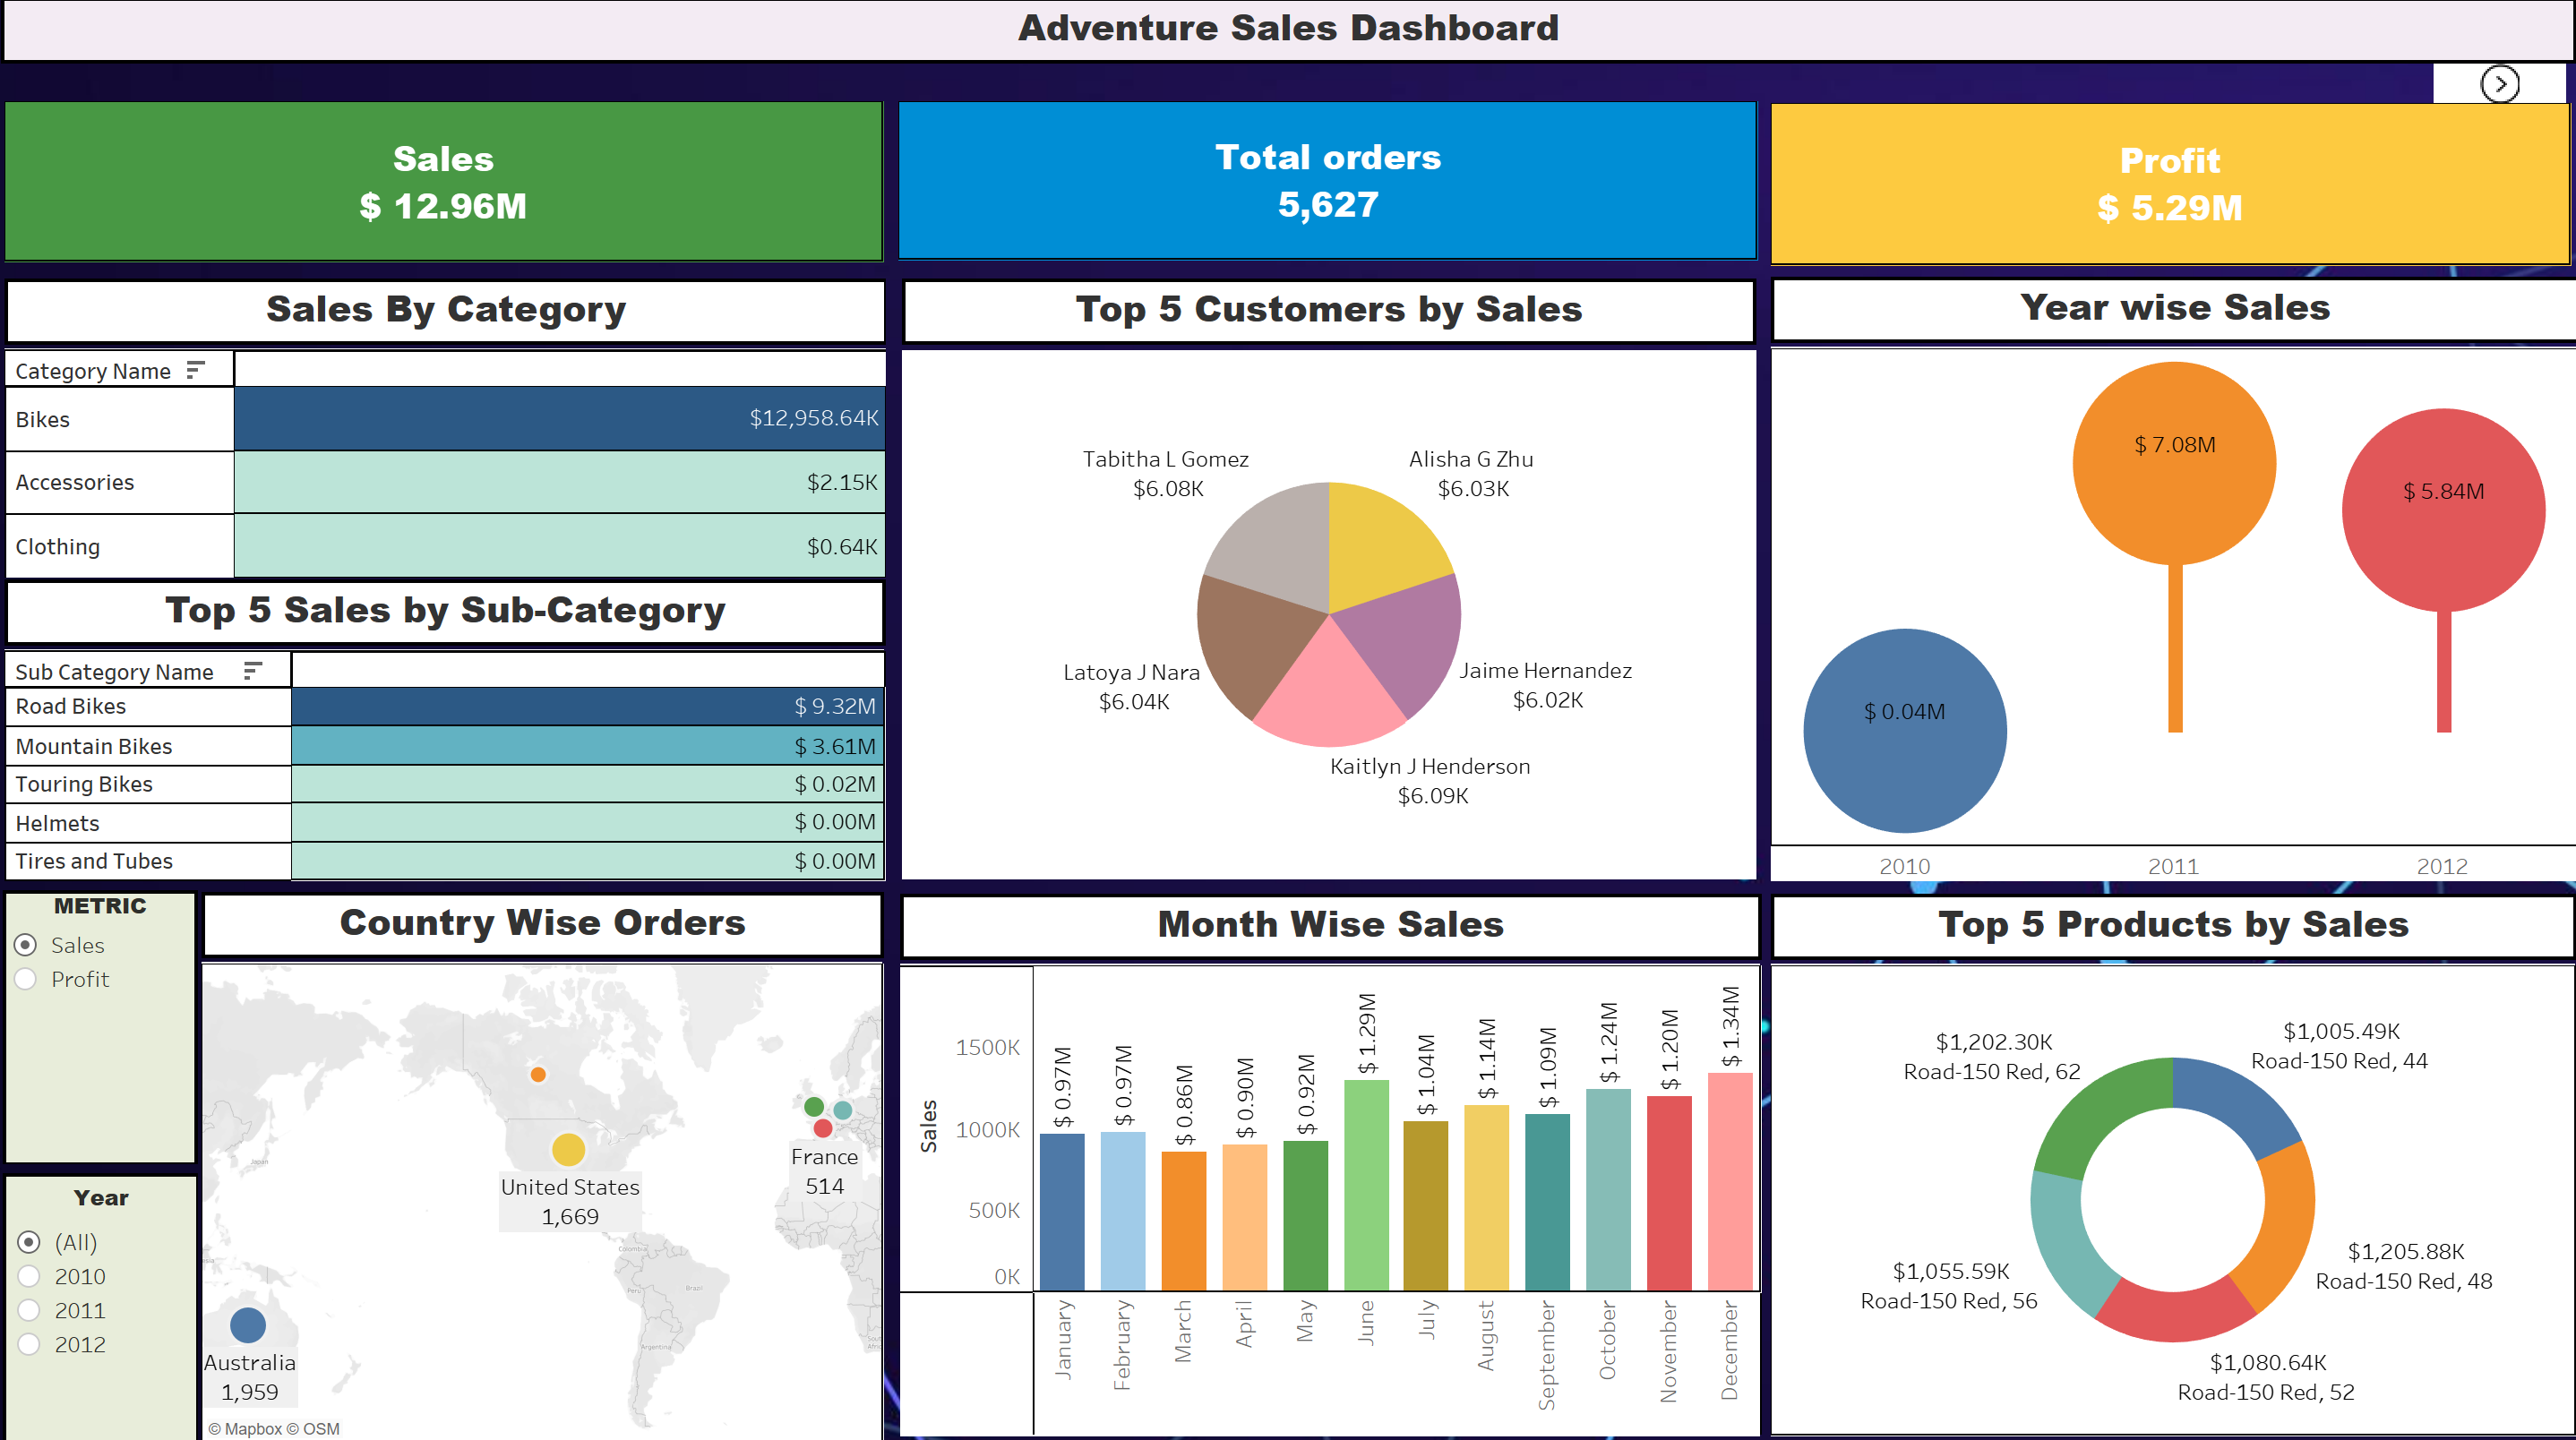 Adventure Sales Dashboard
Sales
$ 12.96M
Total orders
5,627
Profit
$ 5.29M
Sales By Category
Category Name
Bikes
$12,958.64K
Accessories
$2.15K
Clothing
$0.64K
Top 5 Sales by Sub-Category
Sub Category Name
Road Bikes
$ 9.32M
Mountain Bikes
$ 3.61M
Touring Bikes
$ 0.02M
Helmets
$ 0.00M
Tires and Tubes
$ 0.00M
Top 5 Customers by Sales
Tabitha L Gomez
$6.08K
Alisha G Zhu
$6.03K
Latoya J Nara
$6.04K
Jaime Hernandez
$6.02K
Kaitlyn J Henderson
$6.09K
Year wise Sales
$ 7.08M
$ 5.84M
$ 0.04M
2010
2011
2012
METRIC
Sales
Profit
Year
(All)
2010
2011
2012
Country Wise Orders
Japan
France
514
United States
1,669
Colombia
Peru
Brazil
Argentina
Australia
1,959
© Mapbox © OSM
Month Wise Sales
Sales
1500K
1000K
500K
0K
$ 0.97M
$ 0.97M
$ 0.86M
$ 0.90M
$ 0.92M
$ 1.29M
$ 1.04M
$ 1.14M
$ 1.09M
$ 1.24M
$ 1.20M
$ 1.34M
January
February
March
April
May
June
July
August
September
October
November
December
Top 5 Products by Sales
$1,202.30K
Road-150 Red, 62
$1,005.49K
Road-150 Red, 44
$1,055.59K
Road-150 Red, 56
$1,205.88K
Road-150 Red, 48
$1,080.64K
Road-150 Red, 52